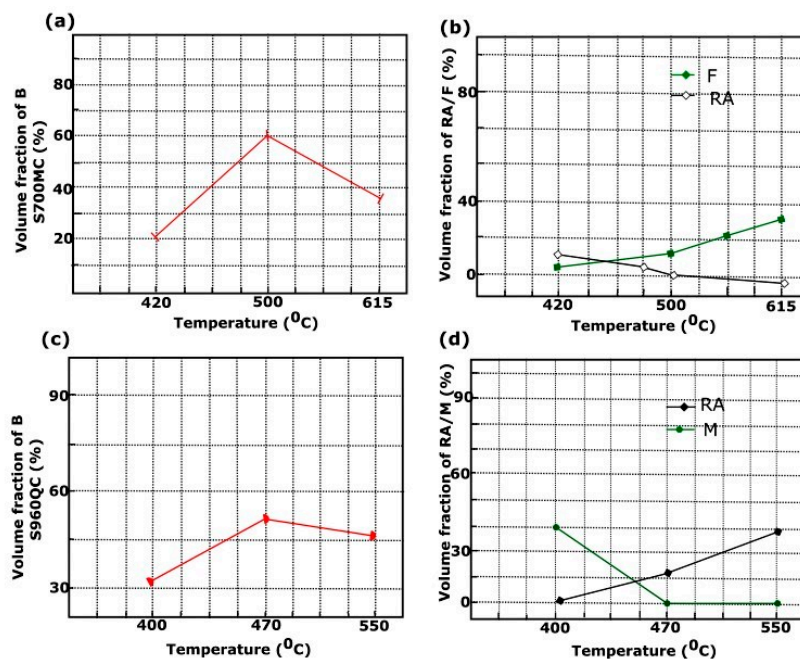 (a)
Volume fraction of B
S700MC (%)
80
60
40
20
420 500 615
Temperature (⁰C)
(b)
Volume fraction of RA/F (%)
80
40
0
F
RA
420 500 615
Temperature (⁰C)
(c)
Volume fraction of B
S960QC (%)
90
60
30
400 470 550
Temperature (⁰C)
(d)
Volume fraction of RA/M (%)
90
60
30
0
RA
M
400 470 550
Temperature (⁰C)